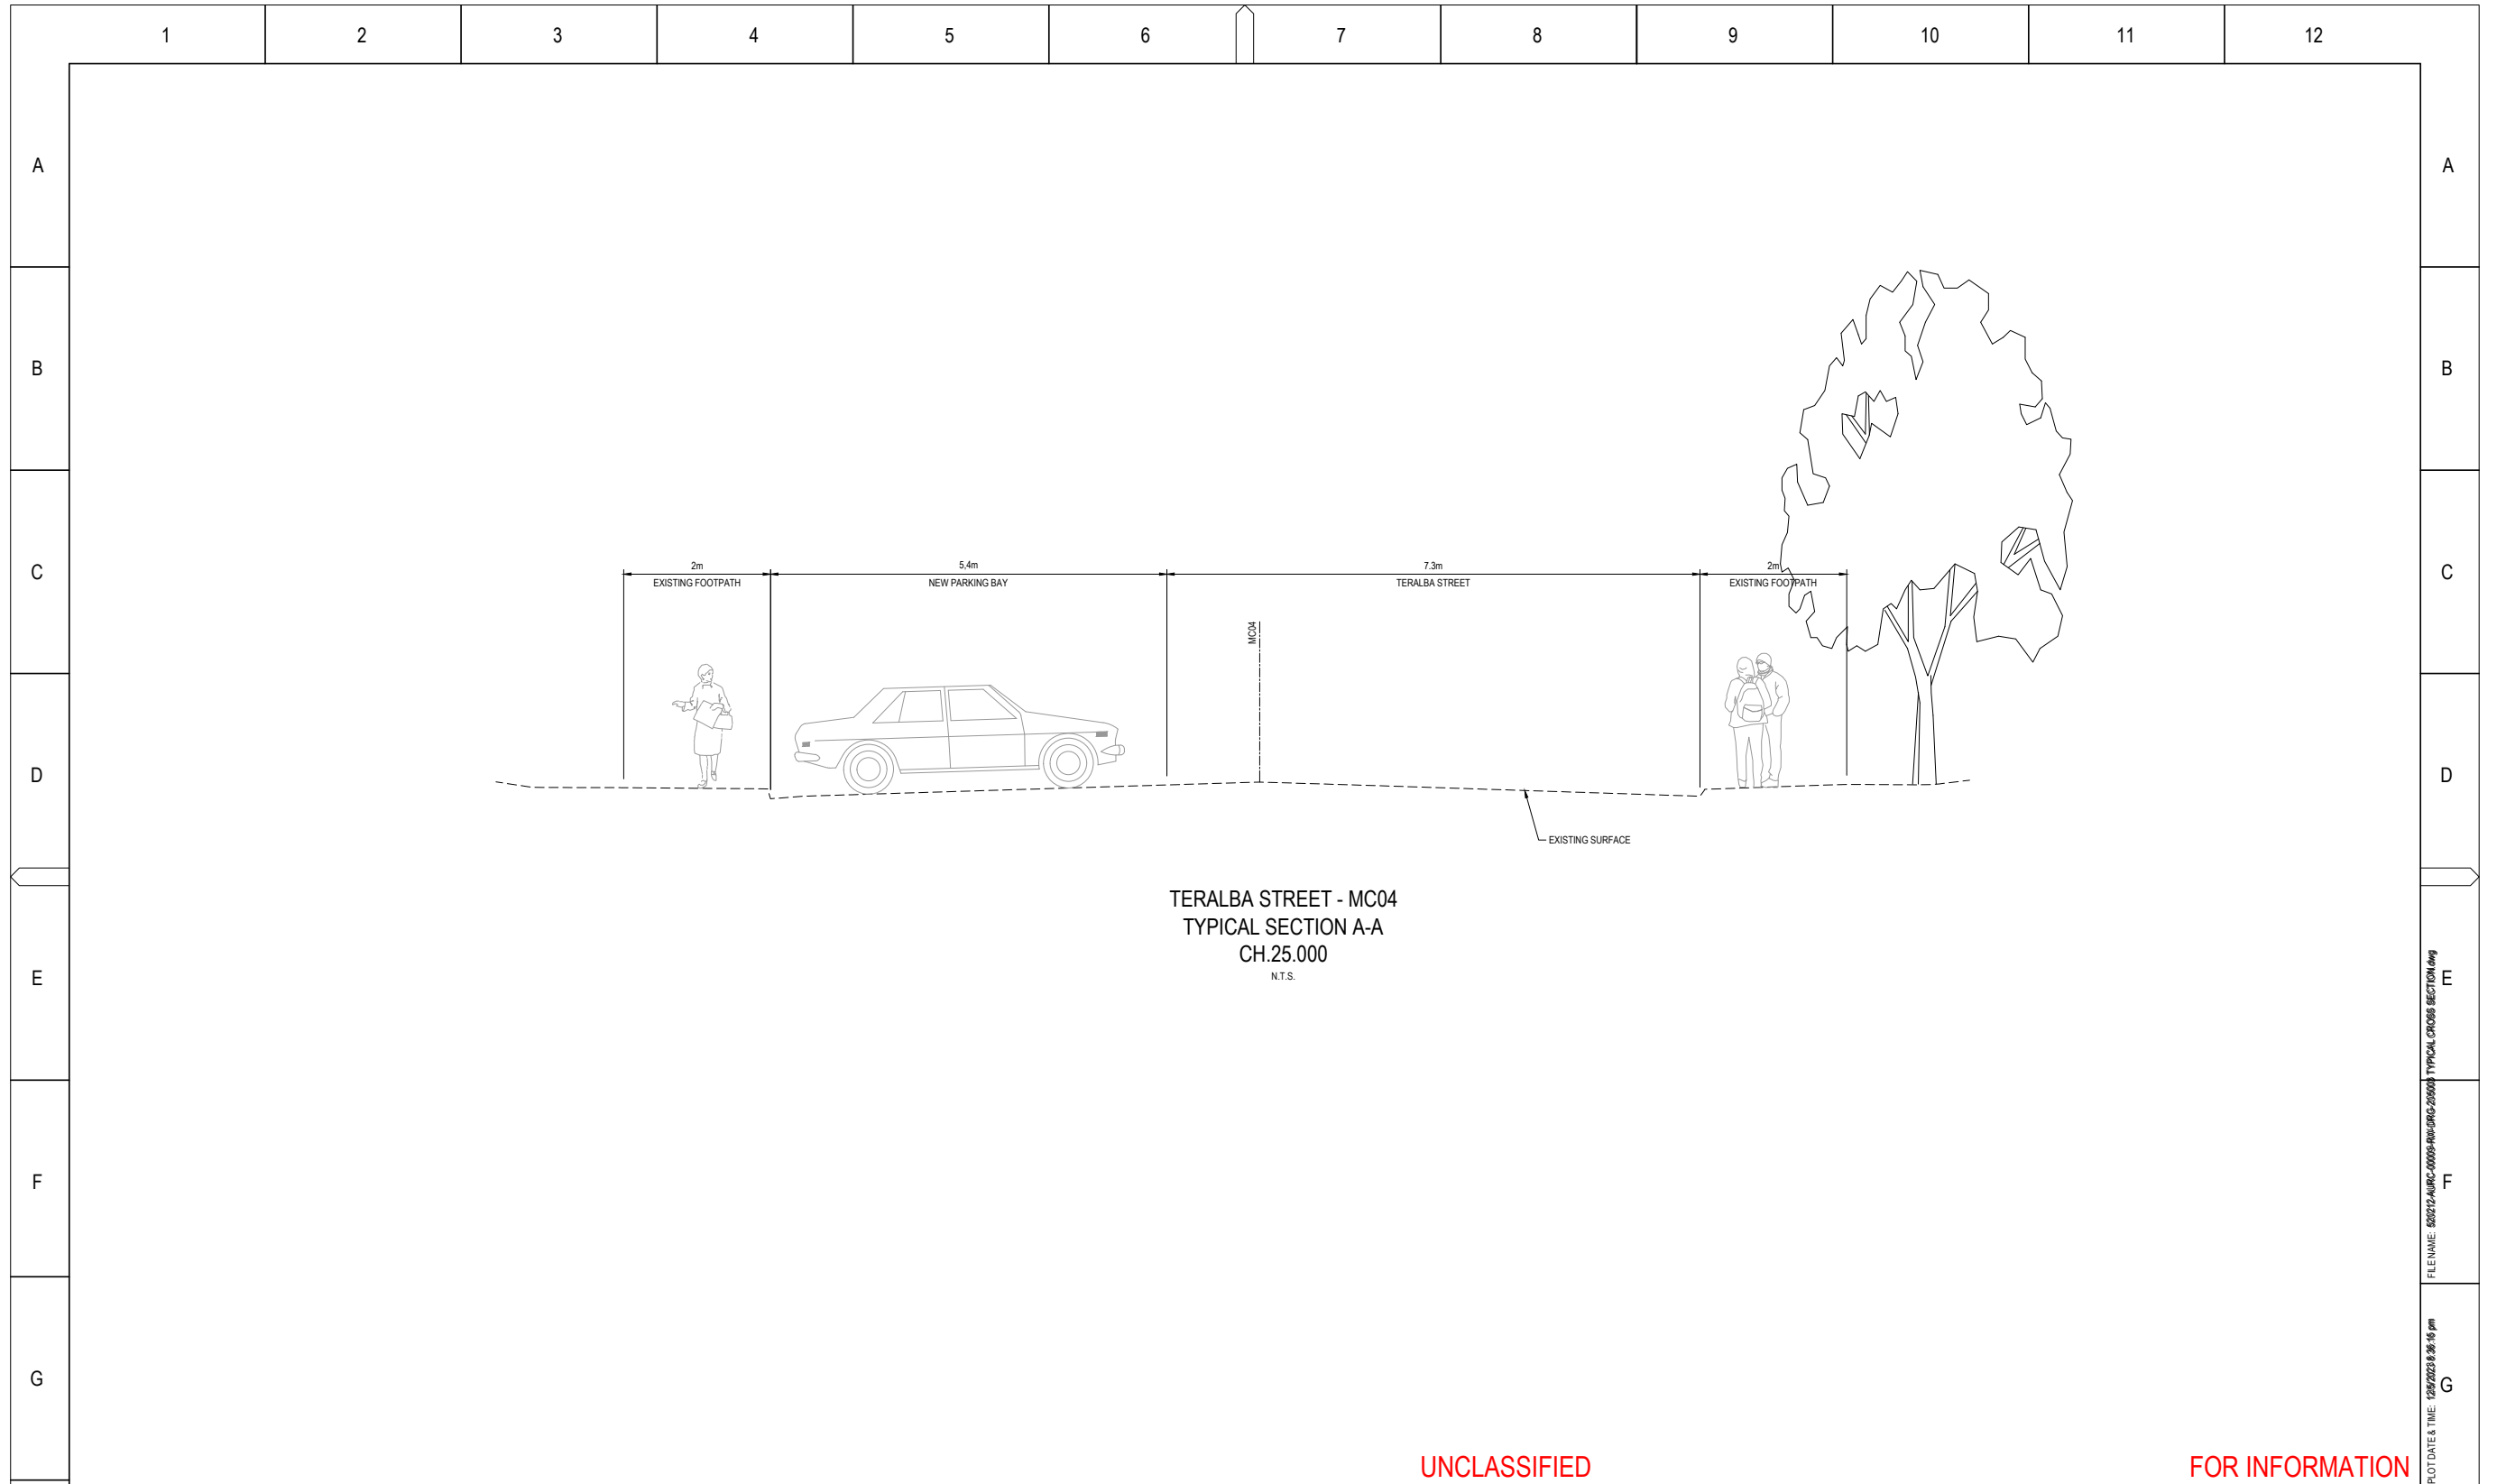 1 2 3 4 5 6 7 8 9 10 11 12
A A
B B
C C
2m 5,4m 7.3m 2m
EXISTING FOOTPATH NEW PARKING BAY TERALBA STREET EXISTING FOOTPATH
MC04
D D
EXISTING SURFACE
TERALBA STREET - MC04
TYPICAL SECTION A-A
CH.25.000
N.T.S.
E E
F F
FILE NAME:
G G
PLOT DATE & TIME:
UNCLASSIFIED FOR INFORMATION